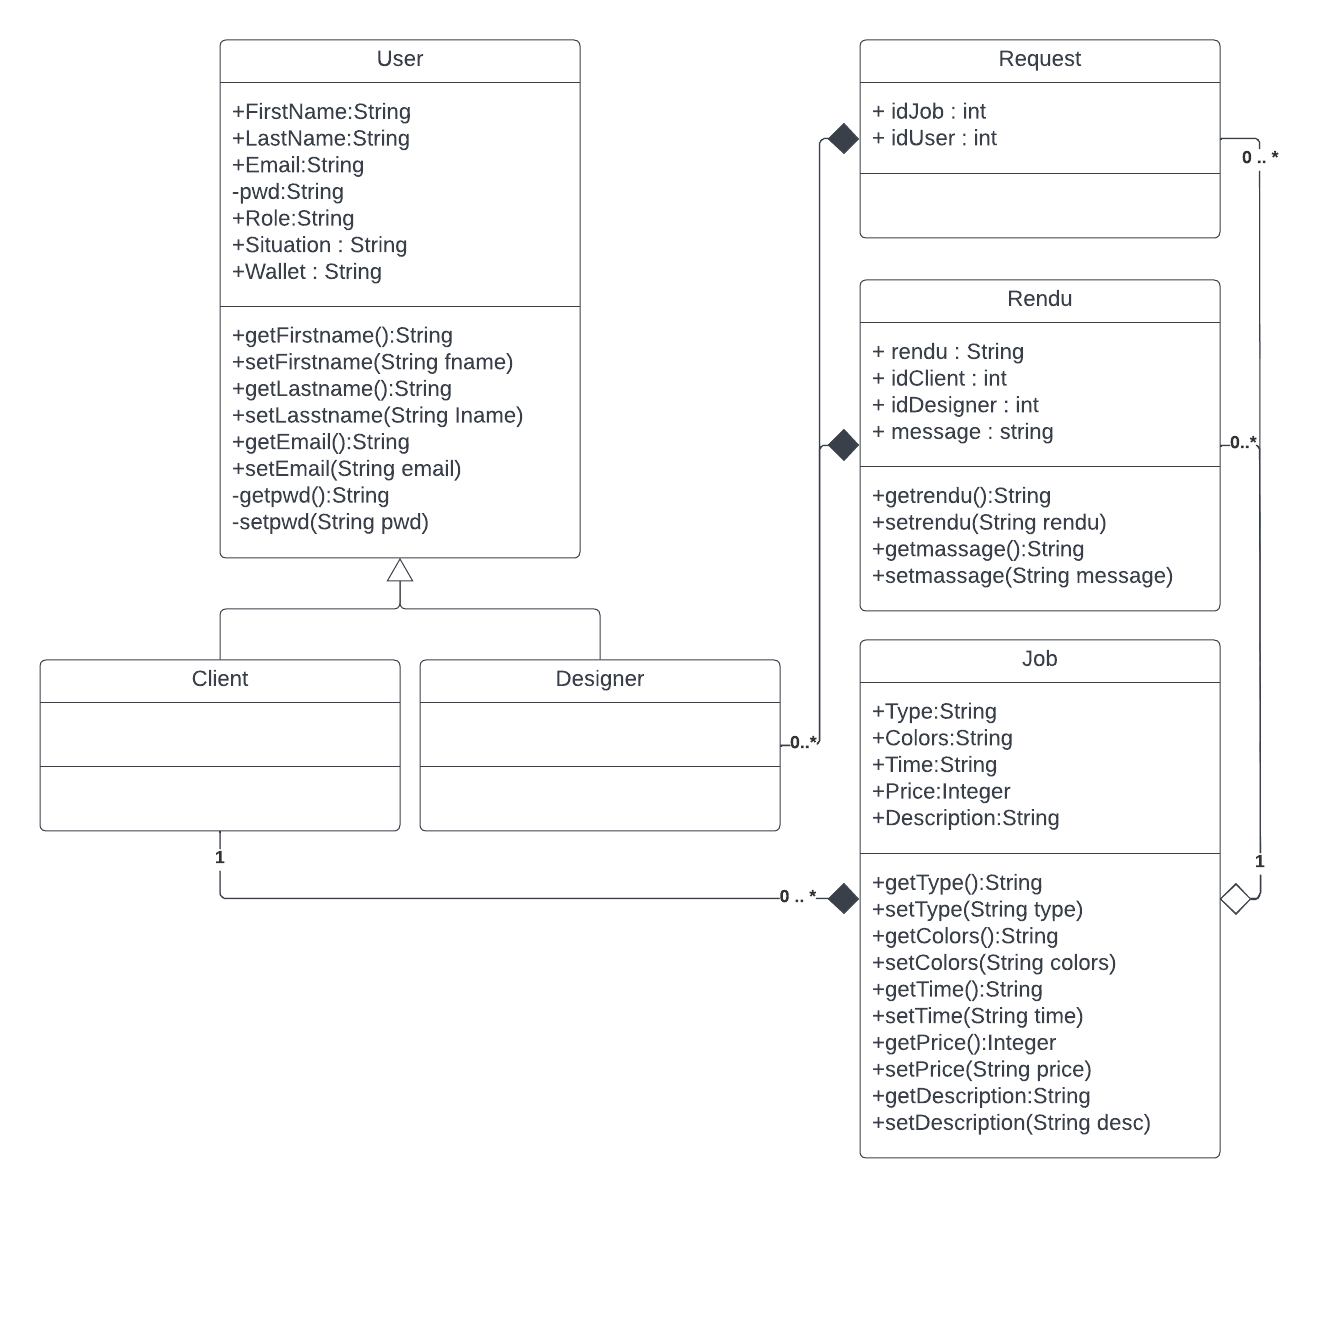 User
+FirstName:String
+LastName:String
+Email:String
-pwd:String
+Role:String
+Situation : String
+Wallet : String
+getFirstname():String
+setFirstname(String fname)
+getLastname():String
+setLasstname(String lname)
+getEmail():String
+setEmail(String email)
-getpwd():String
-setpwd(String pwd)
Client
1
Designer
0..*
0 .. *
Request
+ idJob : int
+ idUser : int
0 .. *
Rendu
+ rendu : String
+ idClient : int
+ idDesigner : int
+ message : string
0..*
+getrendu():String
+setrendu(String rendu)
+getmassage():String
+setmassage(String message)
Job
+Type:String
+Colors:String
+Time:String
+Price:Integer
+Description:String
1
+getType():String
+setType(String type)
+getColors():String
+setColors(String colors)
+getTime():String
+setTime(String time)
+getPrice():Integer
+setPrice(String price)
+getDescription:String
+setDescription(String desc)